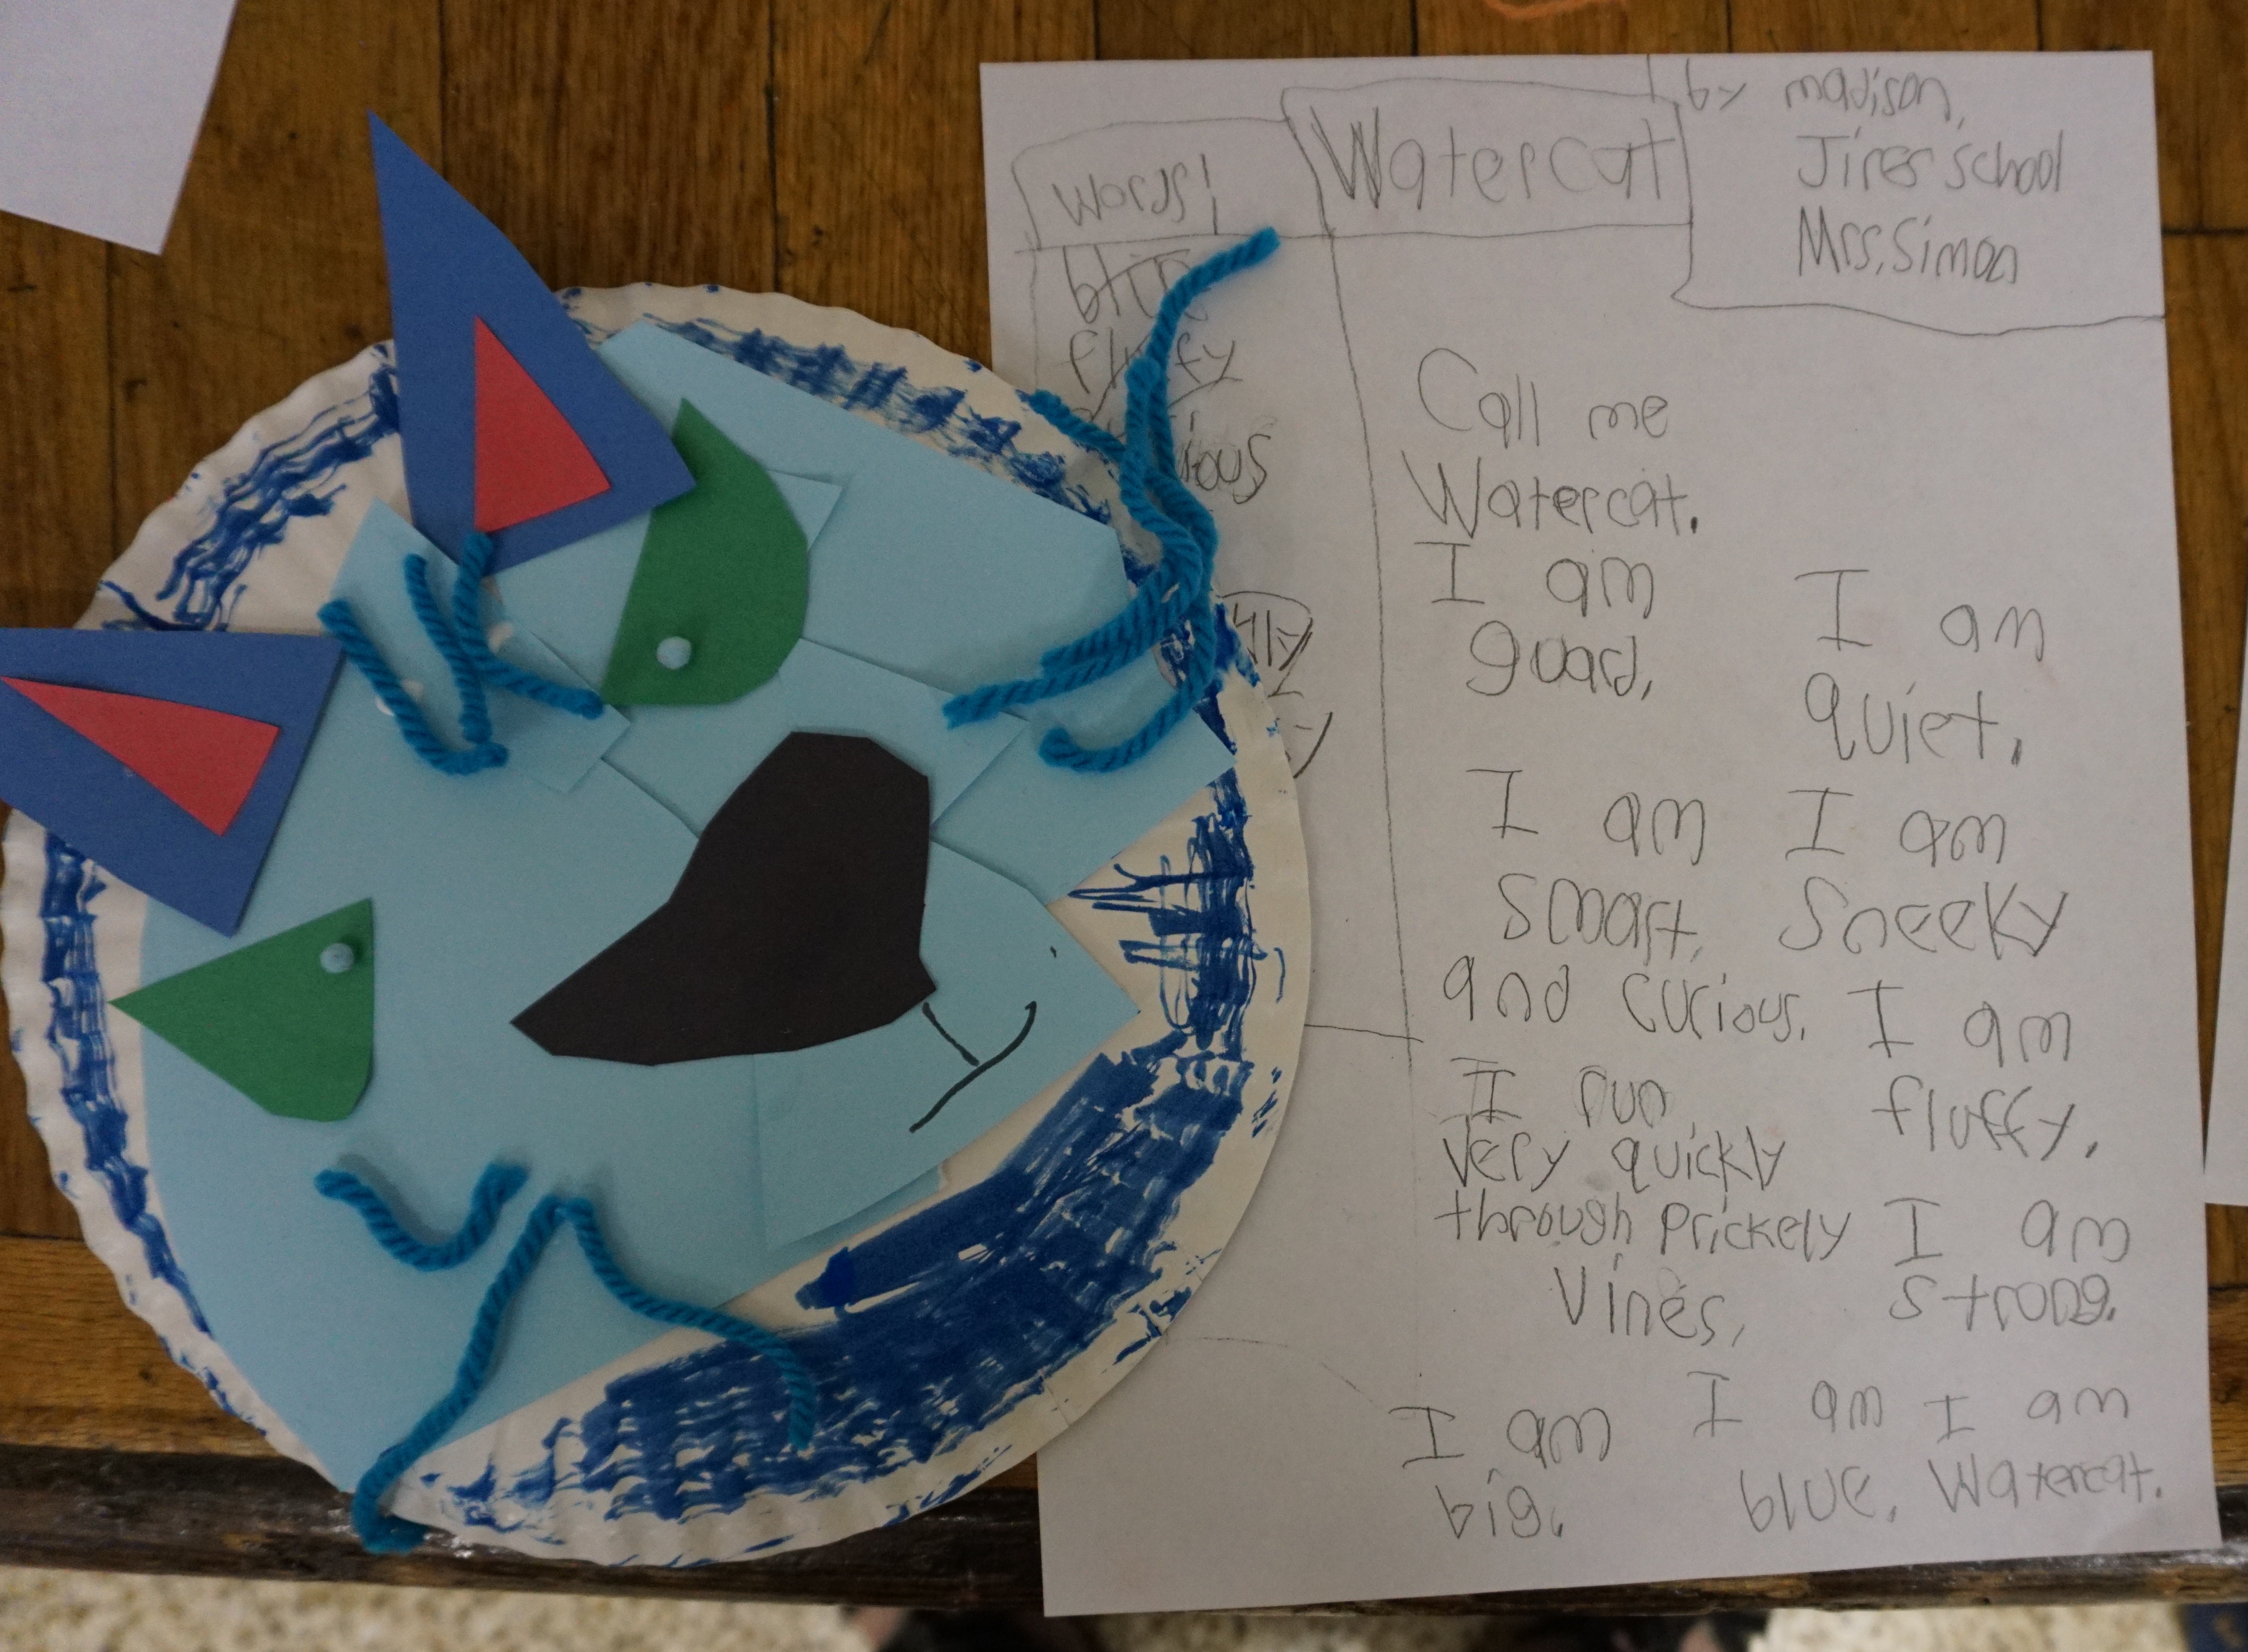 by madison,
Jires school
Mrs. Simon
Watercat
words!
blue
fluffy
Call me
Watercat.
I am
guard,
I am
smart,
and curious.
I run
very quickly
through prickely
vines,
I am
big.
I am
quiet.
I am
sneeky
I am
fluffy.
I am
strong.
I am
blue.
I am
Watercat.